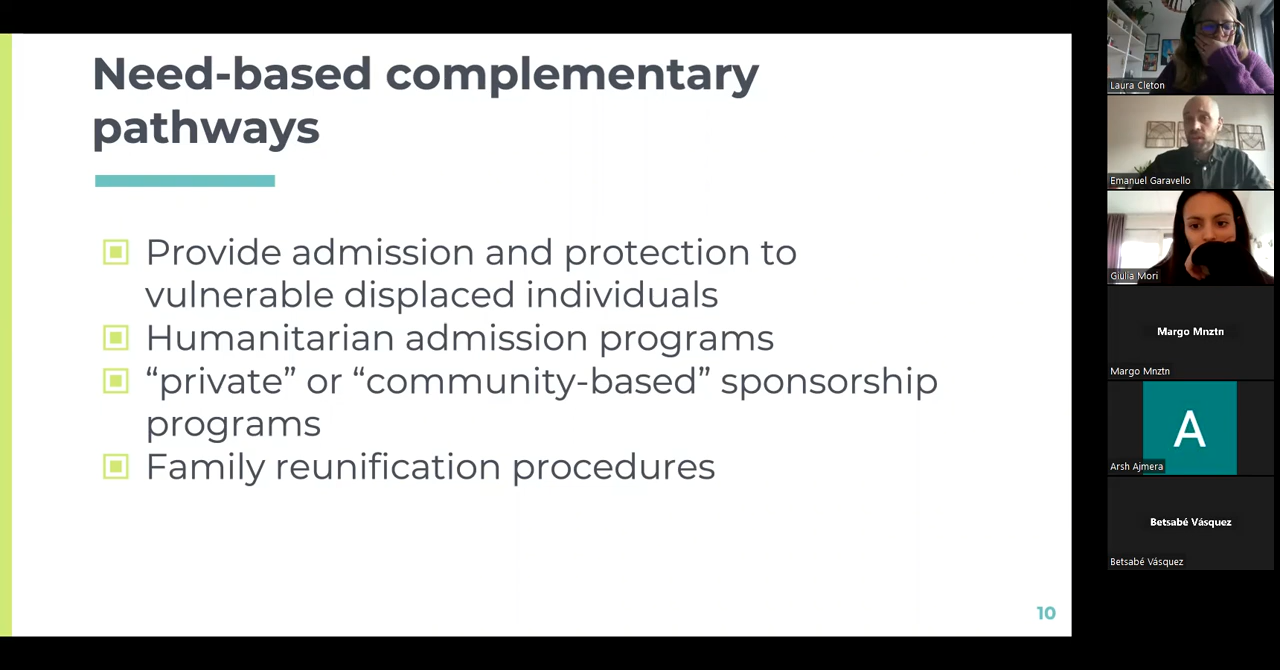 Need-based complementary
pathways
Provide admission and protection to
vulnerable displaced individuals
Humanitarian admission programs
“private” or “community-based” sponsorship
programs
Family reunification procedures
10
Laura Cleton
Emanuel Garavello
Giulia Mori
Margo Mnztn
Margo Mnztn
A
Arsh Ajmera
Betsabé Vásquez
Betsabé Vásquez